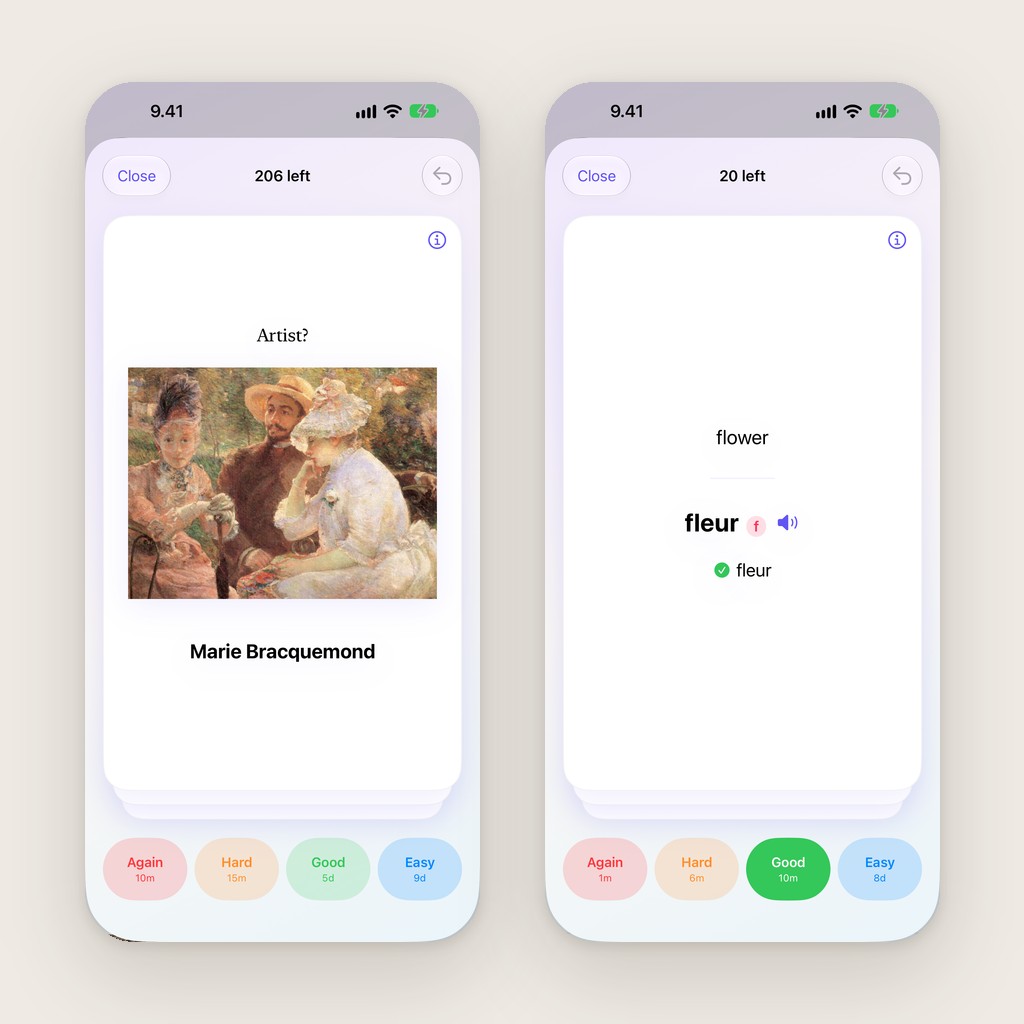 9.41
Close
206 left
Artist?
Marie Bracquemond
Again
10m
Hard
15m
Good
5d
Easy
9d
9.41
Close
20 left
flower
fleur f
fleur
Again
1m
Hard
6m
Good
10m
Easy
8d